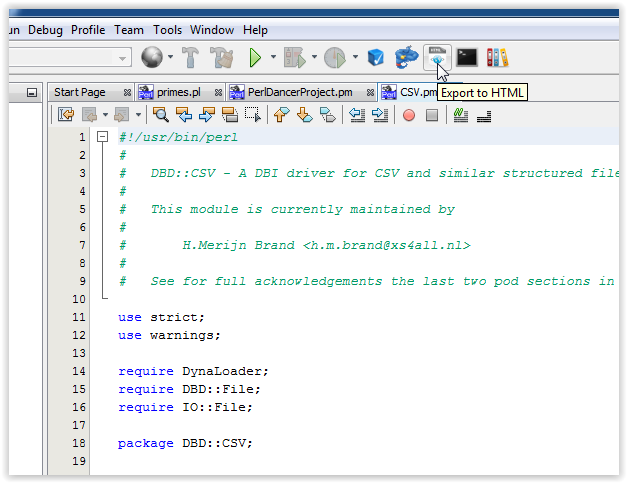 un Debug Profile Team Tools Window Help
Start Page primes.pl PerlDancerProject.pm CSV.pm
Export to HTML
1 #!/usr/bin/perl
2 #
3 #   DBD::CSV - A DBI driver for CSV and similar structured file
4 #
5 #   This module is currently maintained by
6 #
7 #       H.Merijn Brand <h.m.brand@xs4all.nl>
8 #
9 #   See for full acknowledgements the last two pod sections in
10
11 use strict;
12 use warnings;
13
14 require DynaLoader;
15 require DBD::File;
16 require IO::File;
17
18 package DBD::CSV;
19